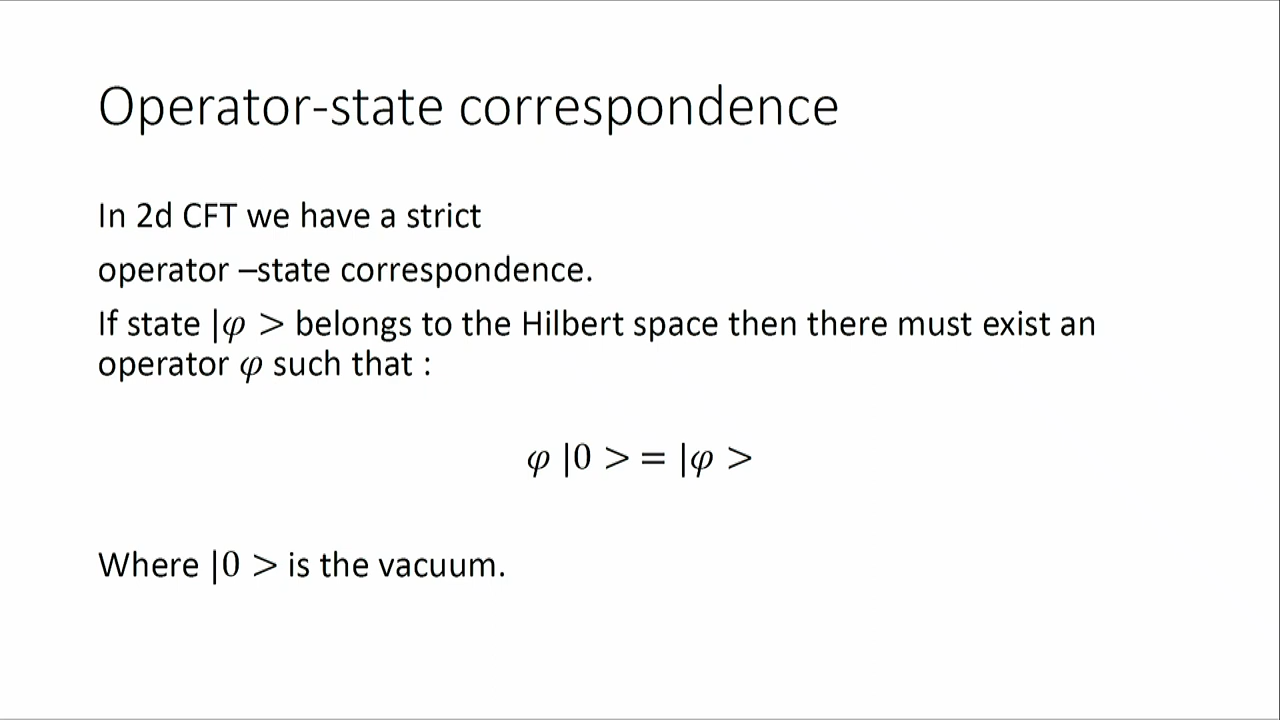 Operator-state correspondence
In 2d CFT we have a strict
operator –state correspondence.
If state |φ > belongs to the Hilbert space then there must exist an
operator φ such that :
φ |0 > = |φ >
Where |0 > is the vacuum.